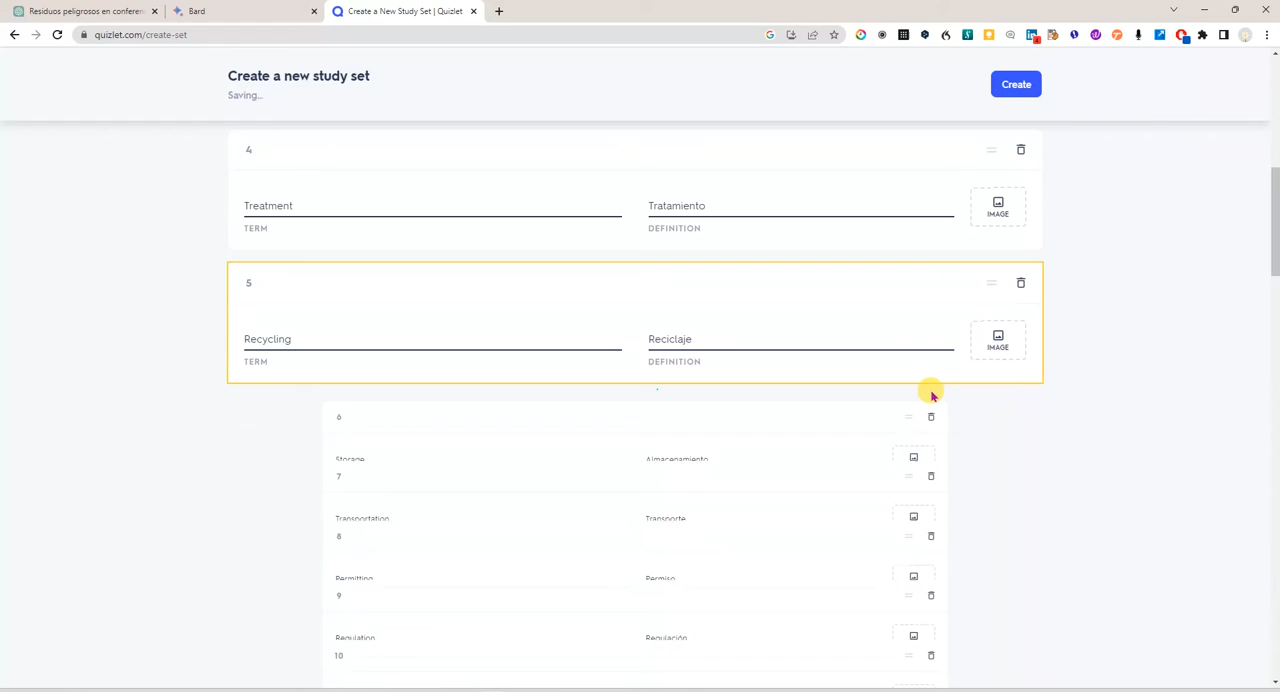 Residuos peligrosos en conferen
Bard
Create a New Study Set | Quizlet
quizlet.com/create-set
Create a new study set
Saving...
Create
4
Treatment
Tratamiento
TERM
DEFINITION
IMAGE
5
Recycling
Reciclaje
TERM
DEFINITION
IMAGE
6
Storage
Almacenamiento
7
Transportation
Transporte
8
Permitting
Permiso
9
Regulation
Regulación
10